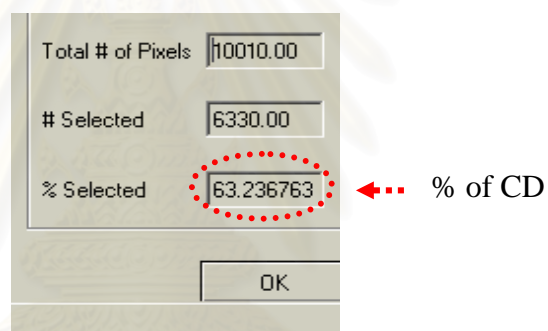 Total # of Pixels 10010.00
# Selected 6330.00
% Selected 63.236763 % of CD
OK